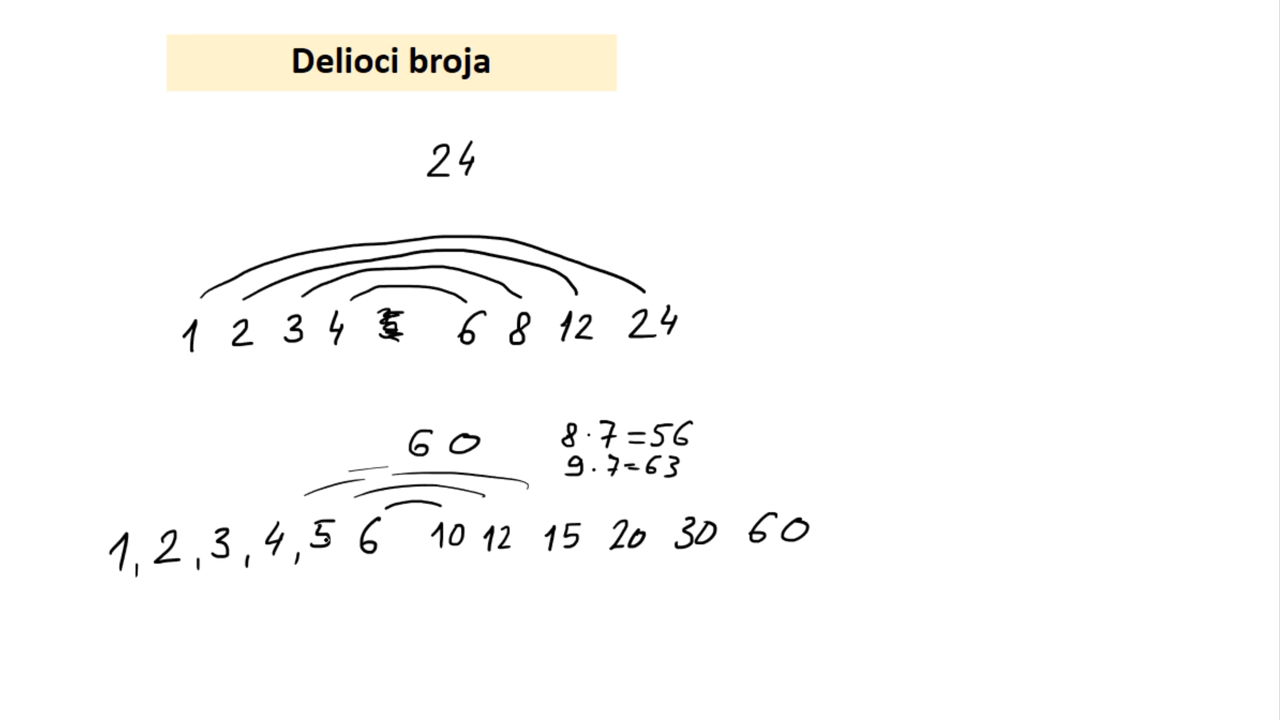 Delioci broja
24
1 2 3 4 6 8 12 24
60
8·7=56
9·7=63
1, 2, 3, 4, 5 6 10 12 15 20 30 60